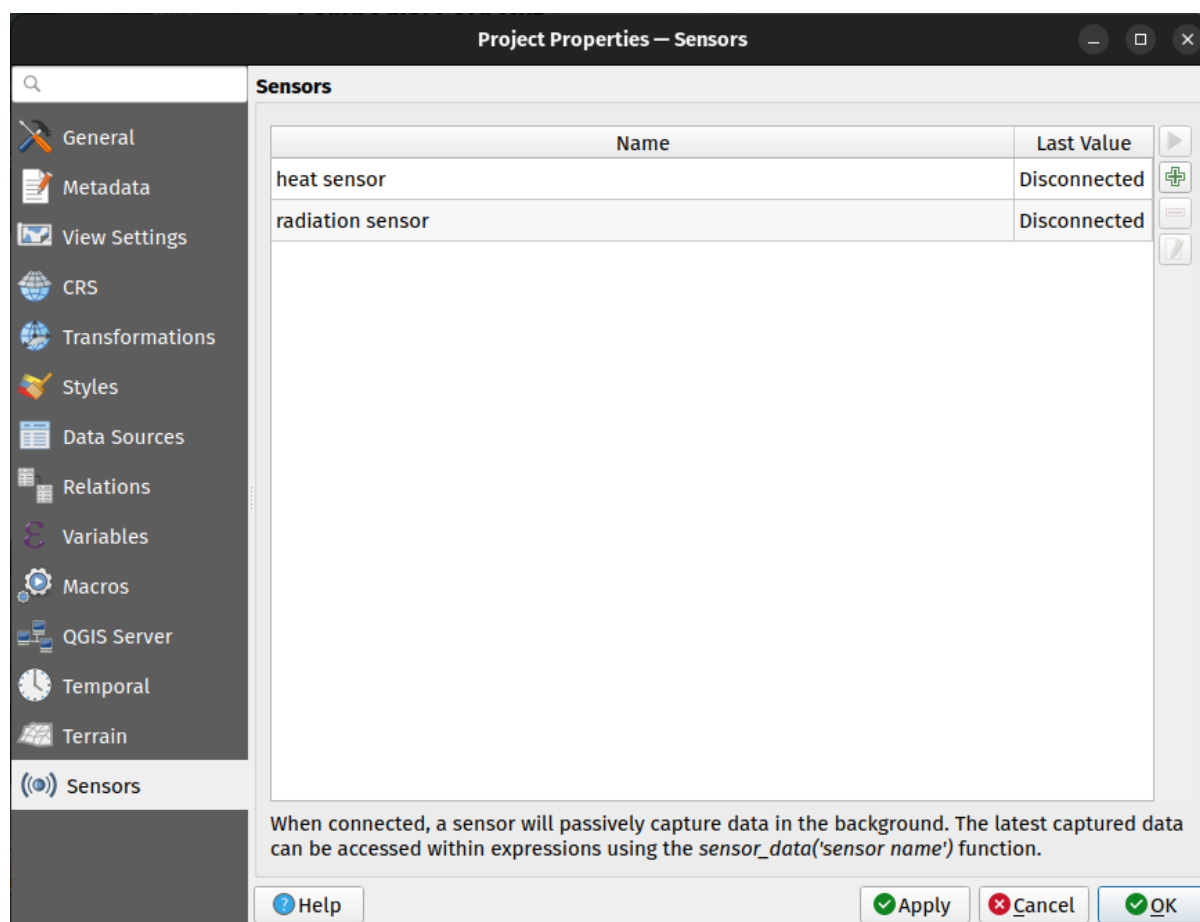 Project Properties — Sensors
Sensors
General
Metadata
View Settings
CRS
Transformations
Styles
Data Sources
Relations
Variables
Macros
QGIS Server
Temporal
Terrain
Sensors
Name Last Value
heat sensor Disconnected
radiation sensor Disconnected
When connected, a sensor will passively capture data in the background. The latest captured data
can be accessed within expressions using the sensor_data('sensor name') function.
Help Apply Cancel OK